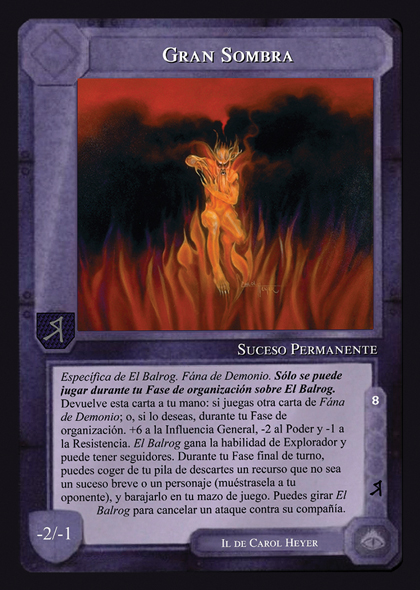 Gran Sombra
Suceso Permanente
Específica de El Balrog. Fána de Demonio. Sólo se puede
jugar durante tu Fase de organización sobre El Balrog.
Devuelve esta carta a tu mano: si juegas otra carta de Fána
de Demonio; o, si lo deseas, durante tu Fase de
organización. +6 a la Influencia General, -2 al Poder y -1 a
la Resistencia. El Balrog gana la habilidad de Explorador y
puede tener seguidores. Durante tu Fase final de turno,
puedes coger de tu pila de descartes un recurso que no sea
un suceso breve o un personaje (muéstrasela a tu
oponente), y barajarlo en tu mazo de juego. Puedes girar El
Balrog para cancelar un ataque contra su compañía.
8
-2/-1
Il de Carol Heyer